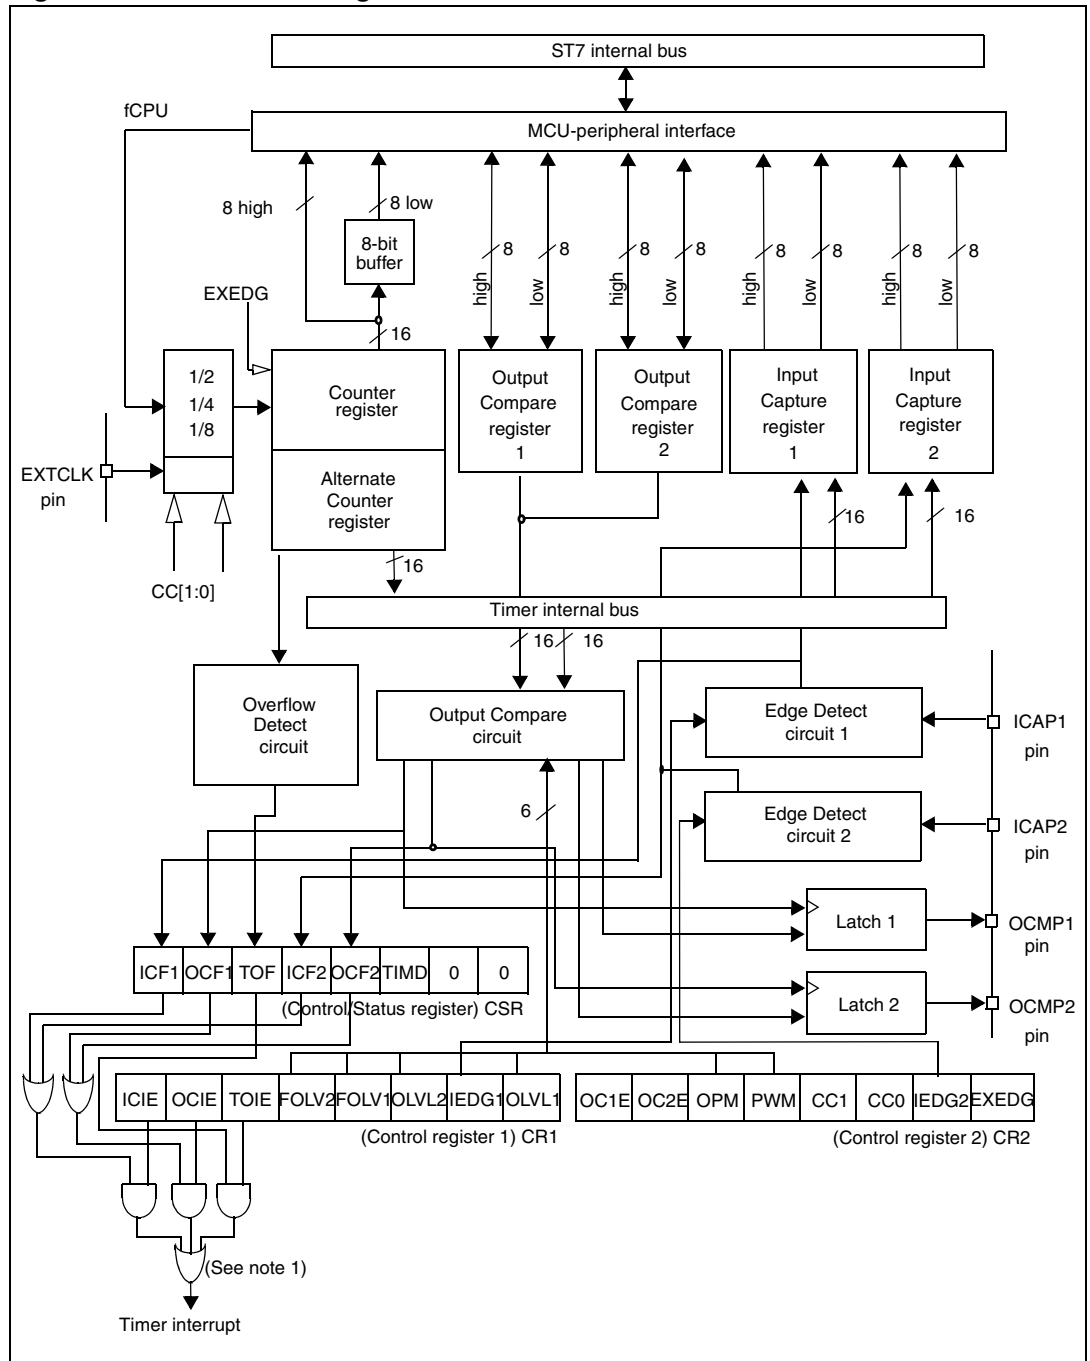 ST7 internal bus
fCPU
MCU-peripheral interface
8 high
8 low
8-bit
buffer
8
8
8
8
8
8
8
8
high
low
high
low
high
low
high
low
EXEDG
16
1/2
1/4
1/8
Counter
register
Output
Compare
register
1
Output
Compare
register
2
Input
Capture
register
1
Input
Capture
register
2
EXTCLK
pin
Alternate
Counter
register
16
16
16
CC[1:0]
Timer internal bus
16
16
Overflow
Detect
circuit
Output Compare
circuit
Edge Detect
circuit 1
ICAP1
pin
6
Edge Detect
circuit 2
ICAP2
pin
Latch 1
OCMP1
pin
ICF1 OCF1 TOF ICF2 OCF2 TIMD 0 0
(Control/Status register) CSR
Latch 2
OCMP2
pin
ICIE OCIE TOIE FOLV2 FOLV1 OLVL2 IEDG1 OLVL1
(Control register 1) CR1
OC1E OC2E OPM PWM CC1 CC0 IEDG2 EXEDG
(Control register 2) CR2
(See note 1)
Timer interrupt